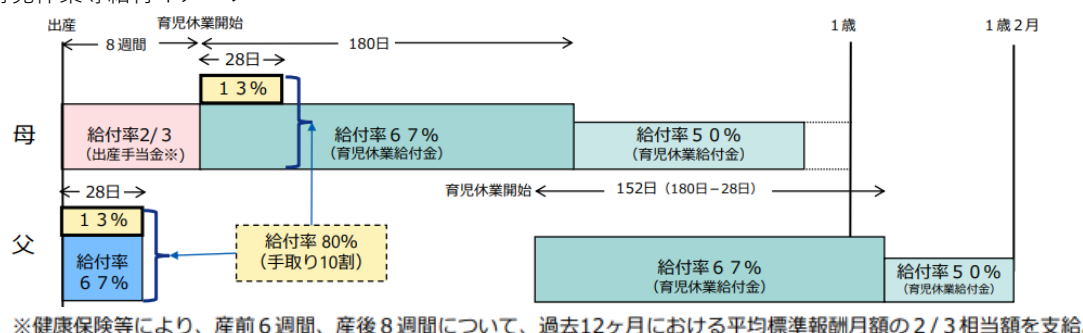 出産
育児休業開始
8週間
180日
1歳
1歳2月
28日
13%
母
給付率2/3
(出産手当金※)
給付率67%
(育児休業給付金)
給付率50%
(育児休業給付金)
28日
育児休業開始
152日(180日-28日)
13%
父
給付率
67%
給付率 80%
(手取り10割)
給付率67%
(育児休業給付金)
給付率50%
(育児休業給付金)
※健康保険等により、産前6週間、産後8週間について、過去12ヶ月における平均標準報酬月額の2/3相当額を支給